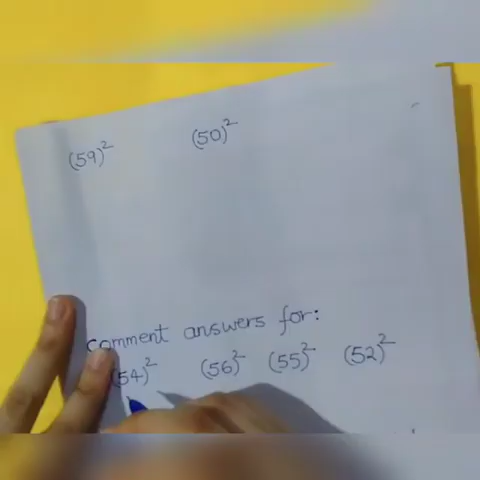 (59)² (50)²
comment answers for:
(54)² (56)² (55)² (52)²